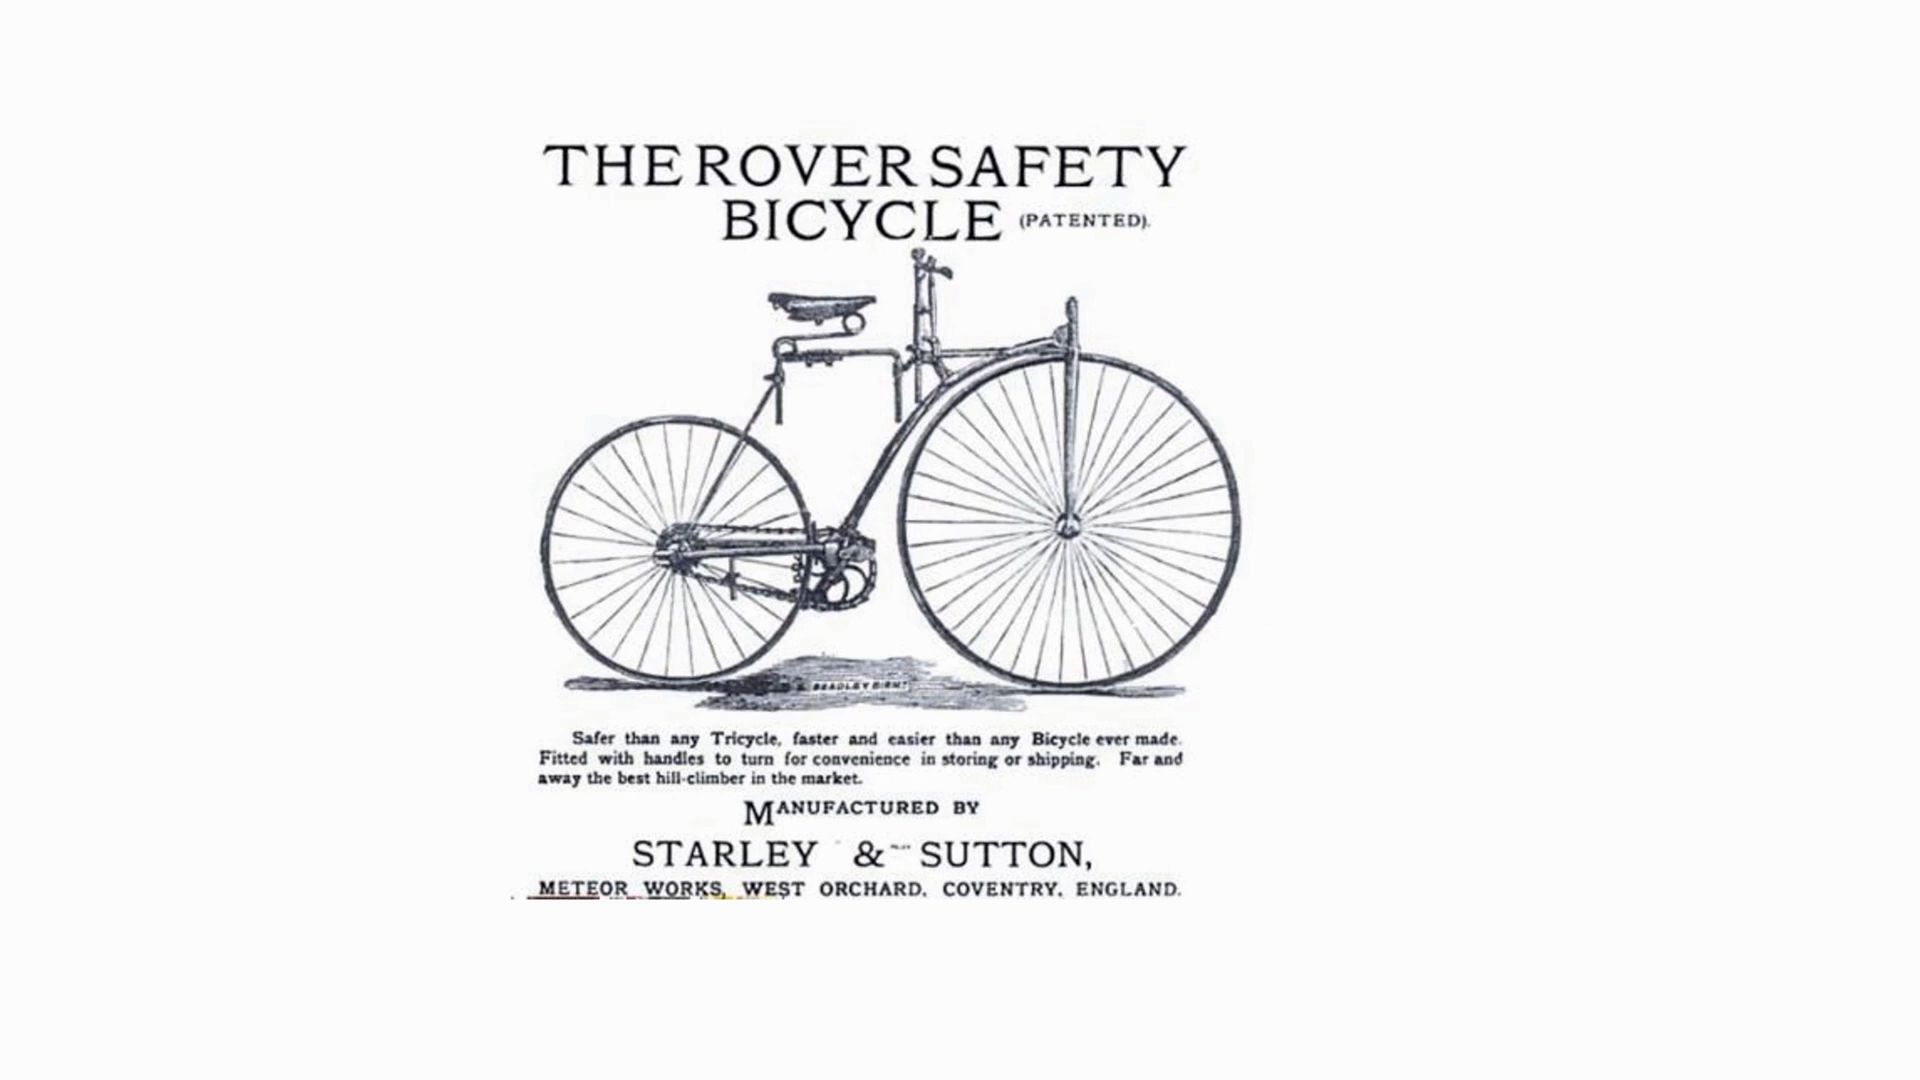 THE ROVER SAFETY
BICYCLE (PATENTED).
Safer than any Tricycle, faster and easier than any Bicycle ever made.
Fitted with handles to turn for convenience in storing or shipping. Far and
away the best hill-climber in the market.
MANUFACTURED BY
STARLEY & SUTTON,
METEOR WORKS, WEST ORCHARD, COVENTRY, ENGLAND.